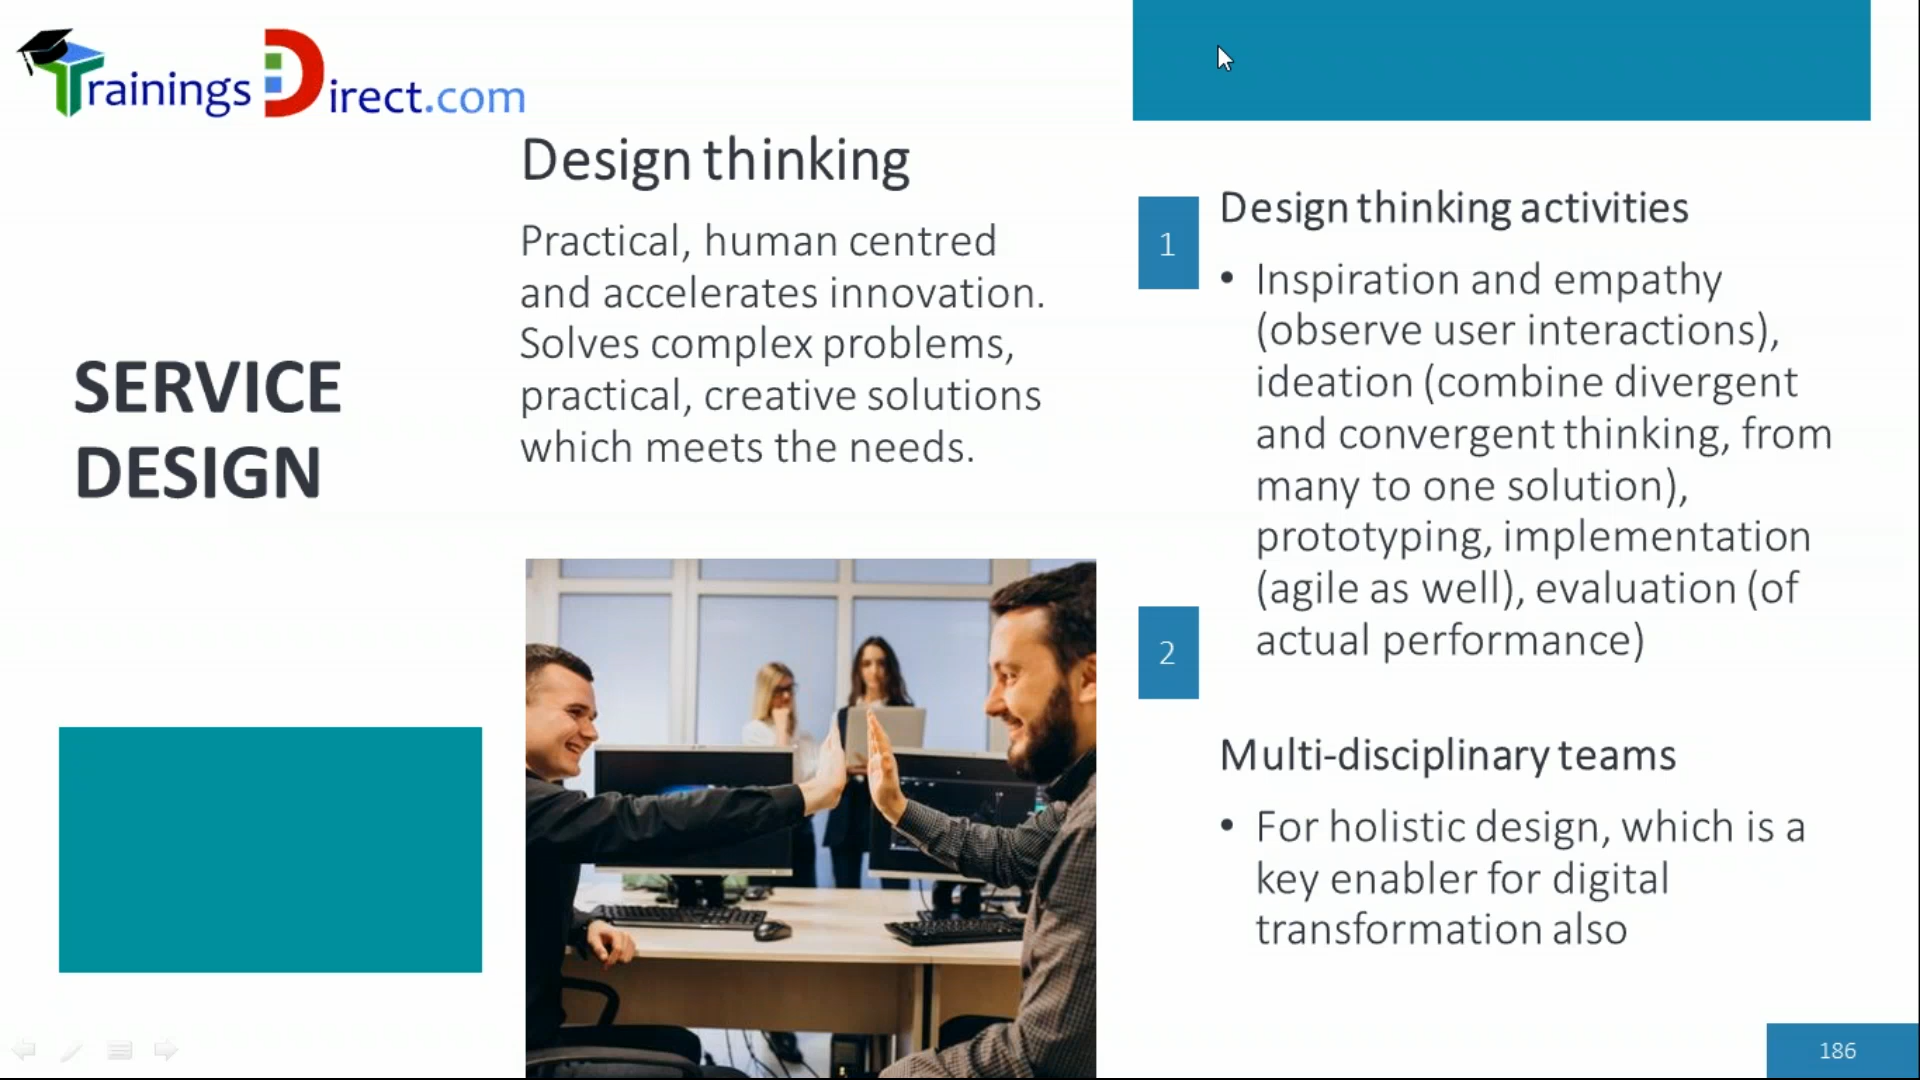 Trainings Direct.com
SERVICE
DESIGN
Design thinking
Practical, human centred
and accelerates innovation.
Solves complex problems,
practical, creative solutions
which meets the needs.
1
Design thinking activities
• Inspiration and empathy
(observe user interactions),
ideation (combine divergent
and convergent thinking, from
many to one solution),
prototyping, implementation
(agile as well), evaluation (of
actual performance)
2
Multi-disciplinary teams
• For holistic design, which is a
key enabler for digital
transformation also
186